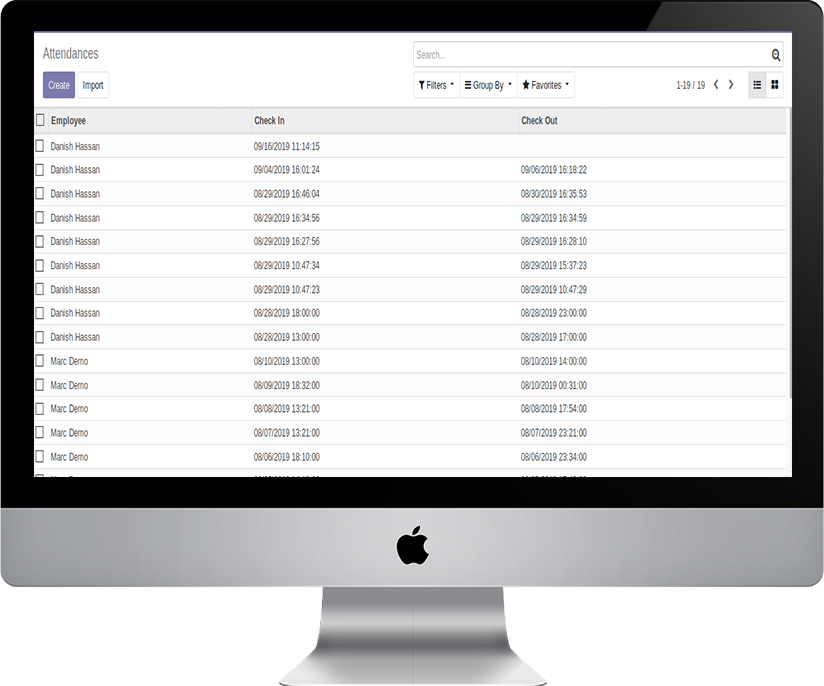 Attendances
Search...
Create Import
Filters Group By Favorites 1-19 / 19
Employee Check In Check Out
Danish Hassan 09/16/2019 11:14:15
Danish Hassan 09/04/2019 16:01:24 09/06/2019 16:18:22
Danish Hassan 08/29/2019 16:46:04 08/30/2019 16:35:53
Danish Hassan 08/29/2019 16:34:56 08/29/2019 16:34:59
Danish Hassan 08/29/2019 16:27:56 08/29/2019 16:28:10
Danish Hassan 08/29/2019 10:47:34 08/29/2019 15:37:23
Danish Hassan 08/29/2019 10:47:23 08/29/2019 10:47:29
Danish Hassan 08/28/2019 18:00:00 08/28/2019 23:00:00
Danish Hassan 08/28/2019 13:00:00 08/28/2019 17:00:00
Marc Demo 08/10/2019 13:00:00 08/10/2019 14:00:00
Marc Demo 08/09/2019 18:32:00 08/10/2019 00:31:00
Marc Demo 08/08/2019 13:21:00 08/08/2019 17:54:00
Marc Demo 08/07/2019 13:21:00 08/07/2019 23:21:00
Marc Demo 08/06/2019 18:10:00 08/06/2019 23:34:00